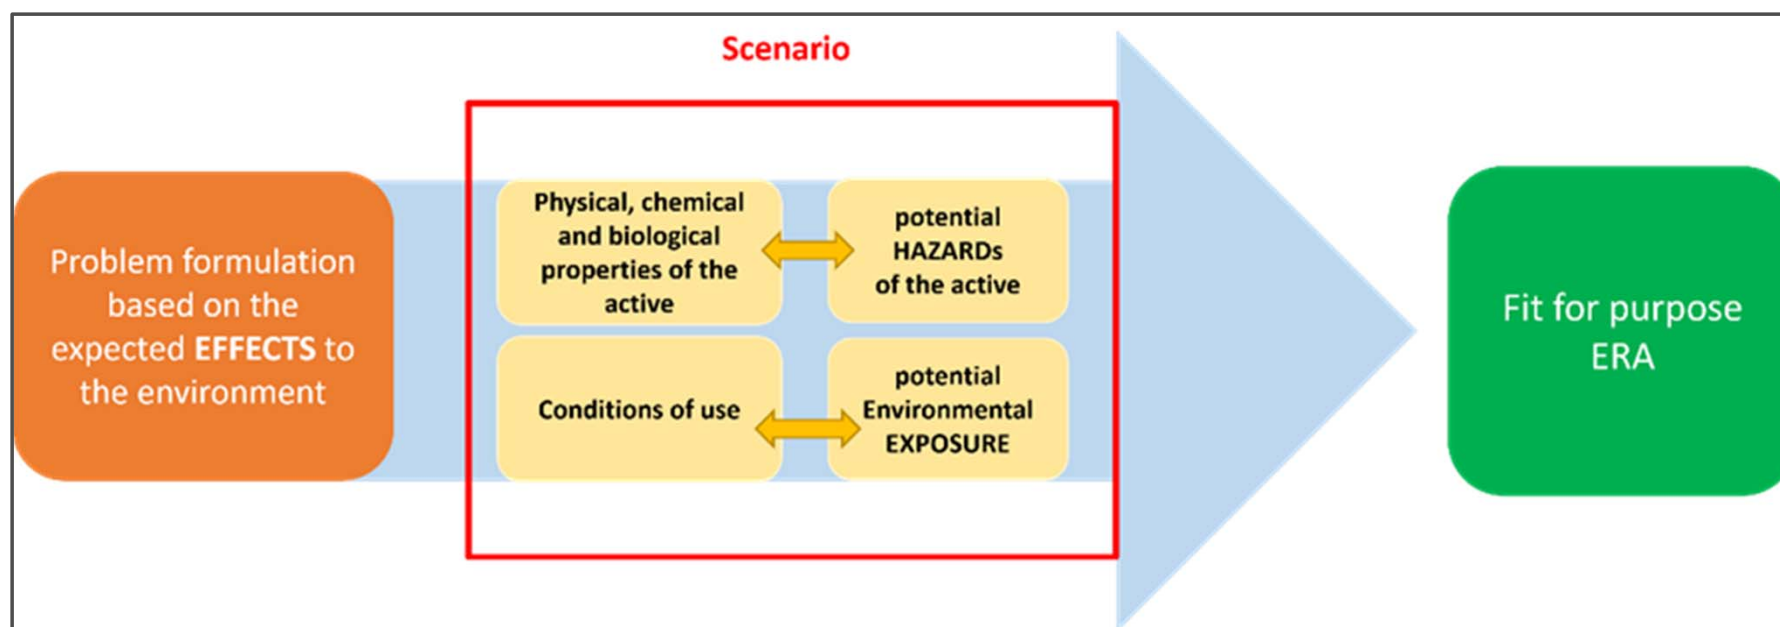 Scenario
Problem formulation
based on the
expected EFFECTS to
the environment
Physical, chemical
and biological
properties of the
active
potential
HAZARDs
of the active
Conditions of use
potential
Environmental
EXPOSURE
Fit for purpose
ERA